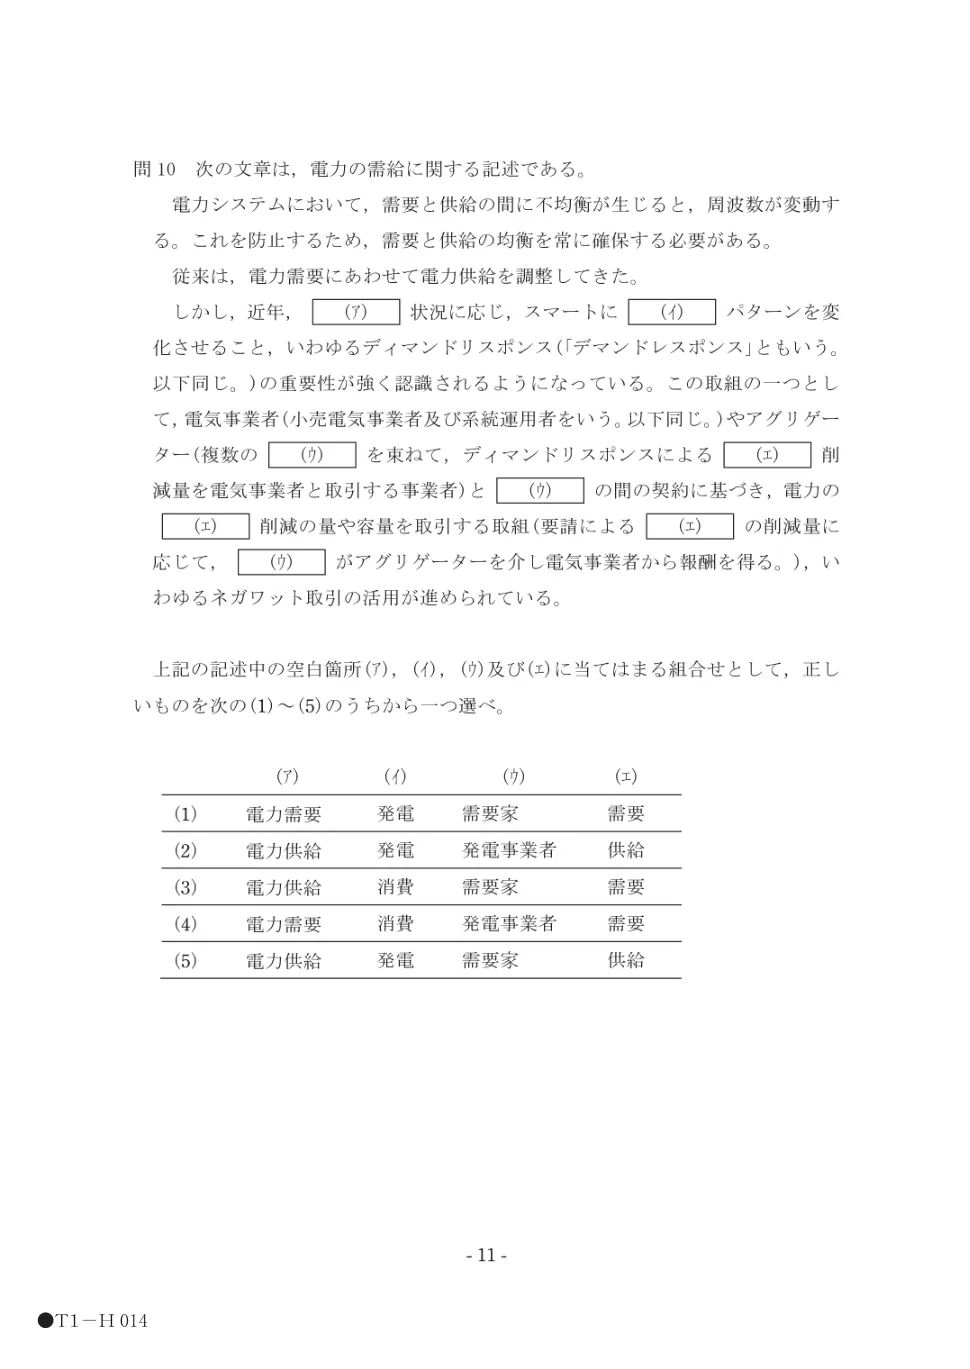 問 10　次の文章は，電力の需給に関する記述である。
電力システムにおいて，需要と供給の間に不均衡が生じると，周波数が変動す
る。これを防止するため，需要と供給の均衡を常に確保する必要がある。
従来は，電力需要にあわせて電力供給を調整してきた。
しかし，近年， (ｱ) 状況に応じ，スマートに (ｲ) パターンを変
化させること，いわゆるディマンドリスポンス(「デマンドレスポンス」ともいう。
以下同じ。)の重要性が強く認識されるようになっている。この取組の一つとし
て，電気事業者(小売電気事業者及び系統運用者をいう。以下同じ。)やアグリゲー
ター(複数の (ｳ) を束ねて，ディマンドリスポンスによる (ｴ) 削
減量を電気事業者と取引する事業者)と (ｳ) の間の契約に基づき，電力の
(ｴ) 削減の量や容量を取引する取組(要請による (ｴ) の削減量に
応じて， (ｳ) がアグリゲーターを介し電気事業者から報酬を得る。)，い
わゆるネガワット取引の活用が進められている。
上記の記述中の空白箇所(ｱ)，(ｲ)，(ｳ)及び(ｴ)に当てはまる組合せとして，正し
いものを次の(1)～(5)のうちから一つ選べ。
(ｱ) (ｲ) (ｳ) (ｴ)
(1) 電力需要 発電 需要家 需要
(2) 電力供給 発電 発電事業者 供給
(3) 電力供給 消費 需要家 需要
(4) 電力需要 消費 発電事業者 需要
(5) 電力供給 発電 需要家 供給
- 11 -
●T1－H 014